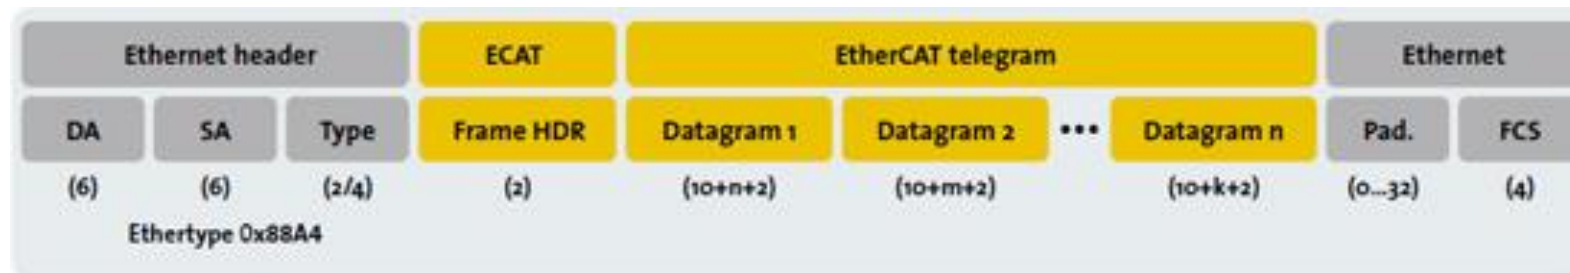 Ethernet header ECAT EtherCAT telegram Ethernet
DA SA Type Frame HDR Datagram 1 Datagram 2 ••• Datagram n Pad. FCS
(6) (6) (2/4) (2) (10+n+2) (10+m+2) (10+k+2) (0...32) (4)
Ethertype 0x88A4